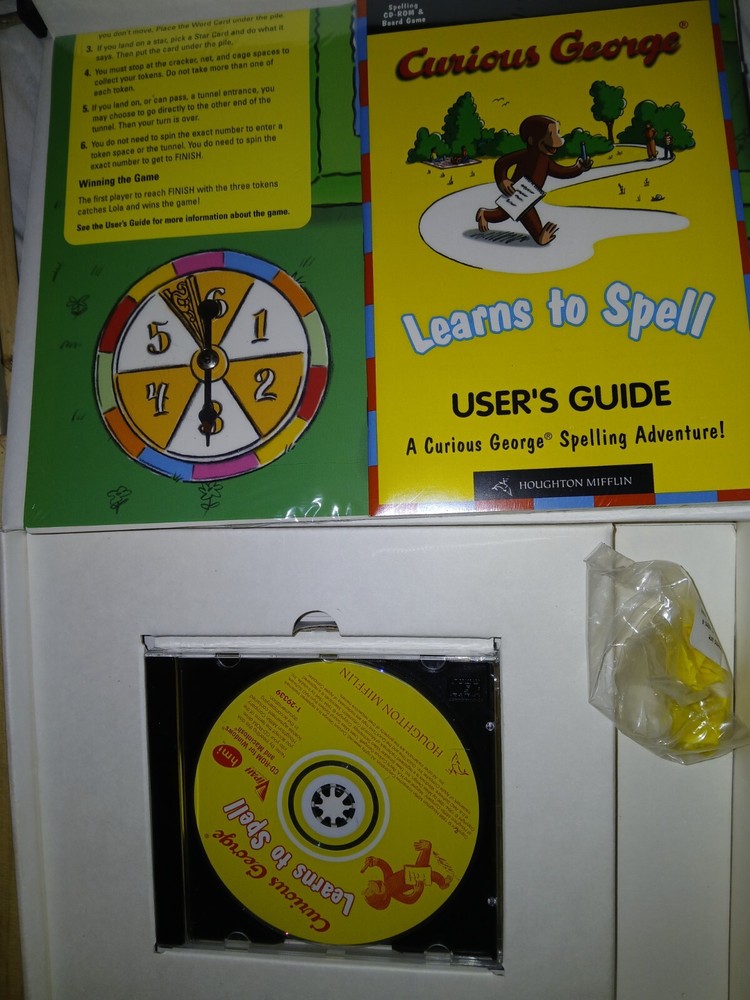 you don't move. Place the Word Card under the pile.
3. If you land on a star, pick a Star Card and do what it
says. Then put the card under the pile.
4. You must stop at the cracker, net, and cage spaces to
collect your tokens. Do not take more than one of
each token.
5. If you land on, or can pass, a tunnel entrance, you
may choose to go directly to the other end of the
tunnel. Then your turn is over.
6. You do not need to spin the exact number to enter a
token space or the tunnel. You do need to spin the
exact number to get to FINISH.
Winning the Game
The first player to reach FINISH with the three tokens
catches Lola and wins the game!
See the User's Guide for more information about the game.
6
1
2
3
4
5
Spelling
CD-ROM &
Board Game
Curious George®
Learns to Spell
USER'S GUIDE
A Curious George® Spelling Adventure!
HOUGHTON MIFFLIN
HOUGHTON MIFFLIN
1-29339
CD-ROM for Windows®
and Macintosh®
hmi
Curious George®
Learns to Spell